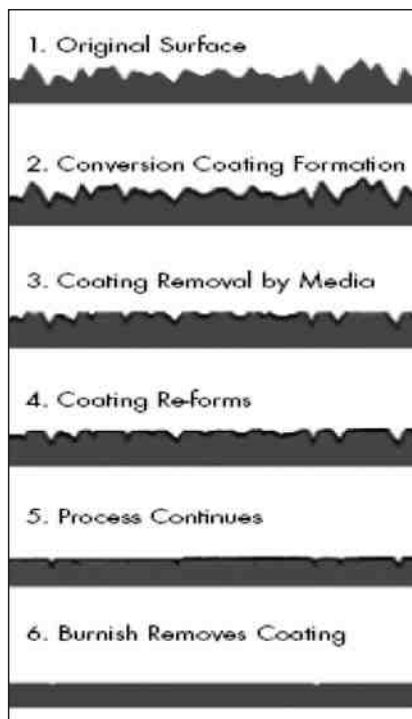 1. Original Surface
2. Conversion Coating Formation
3. Coating Removal by Media
4. Coating Re-forms
5. Process Continues
6. Burnish Removes Coating